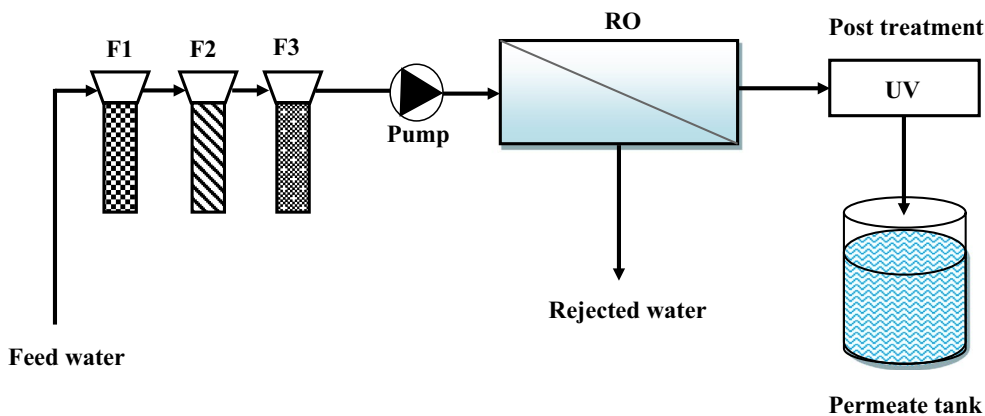 F1
F2
F3
Pump
RO
Post treatment
UV
Rejected water
Feed water
Permeate tank